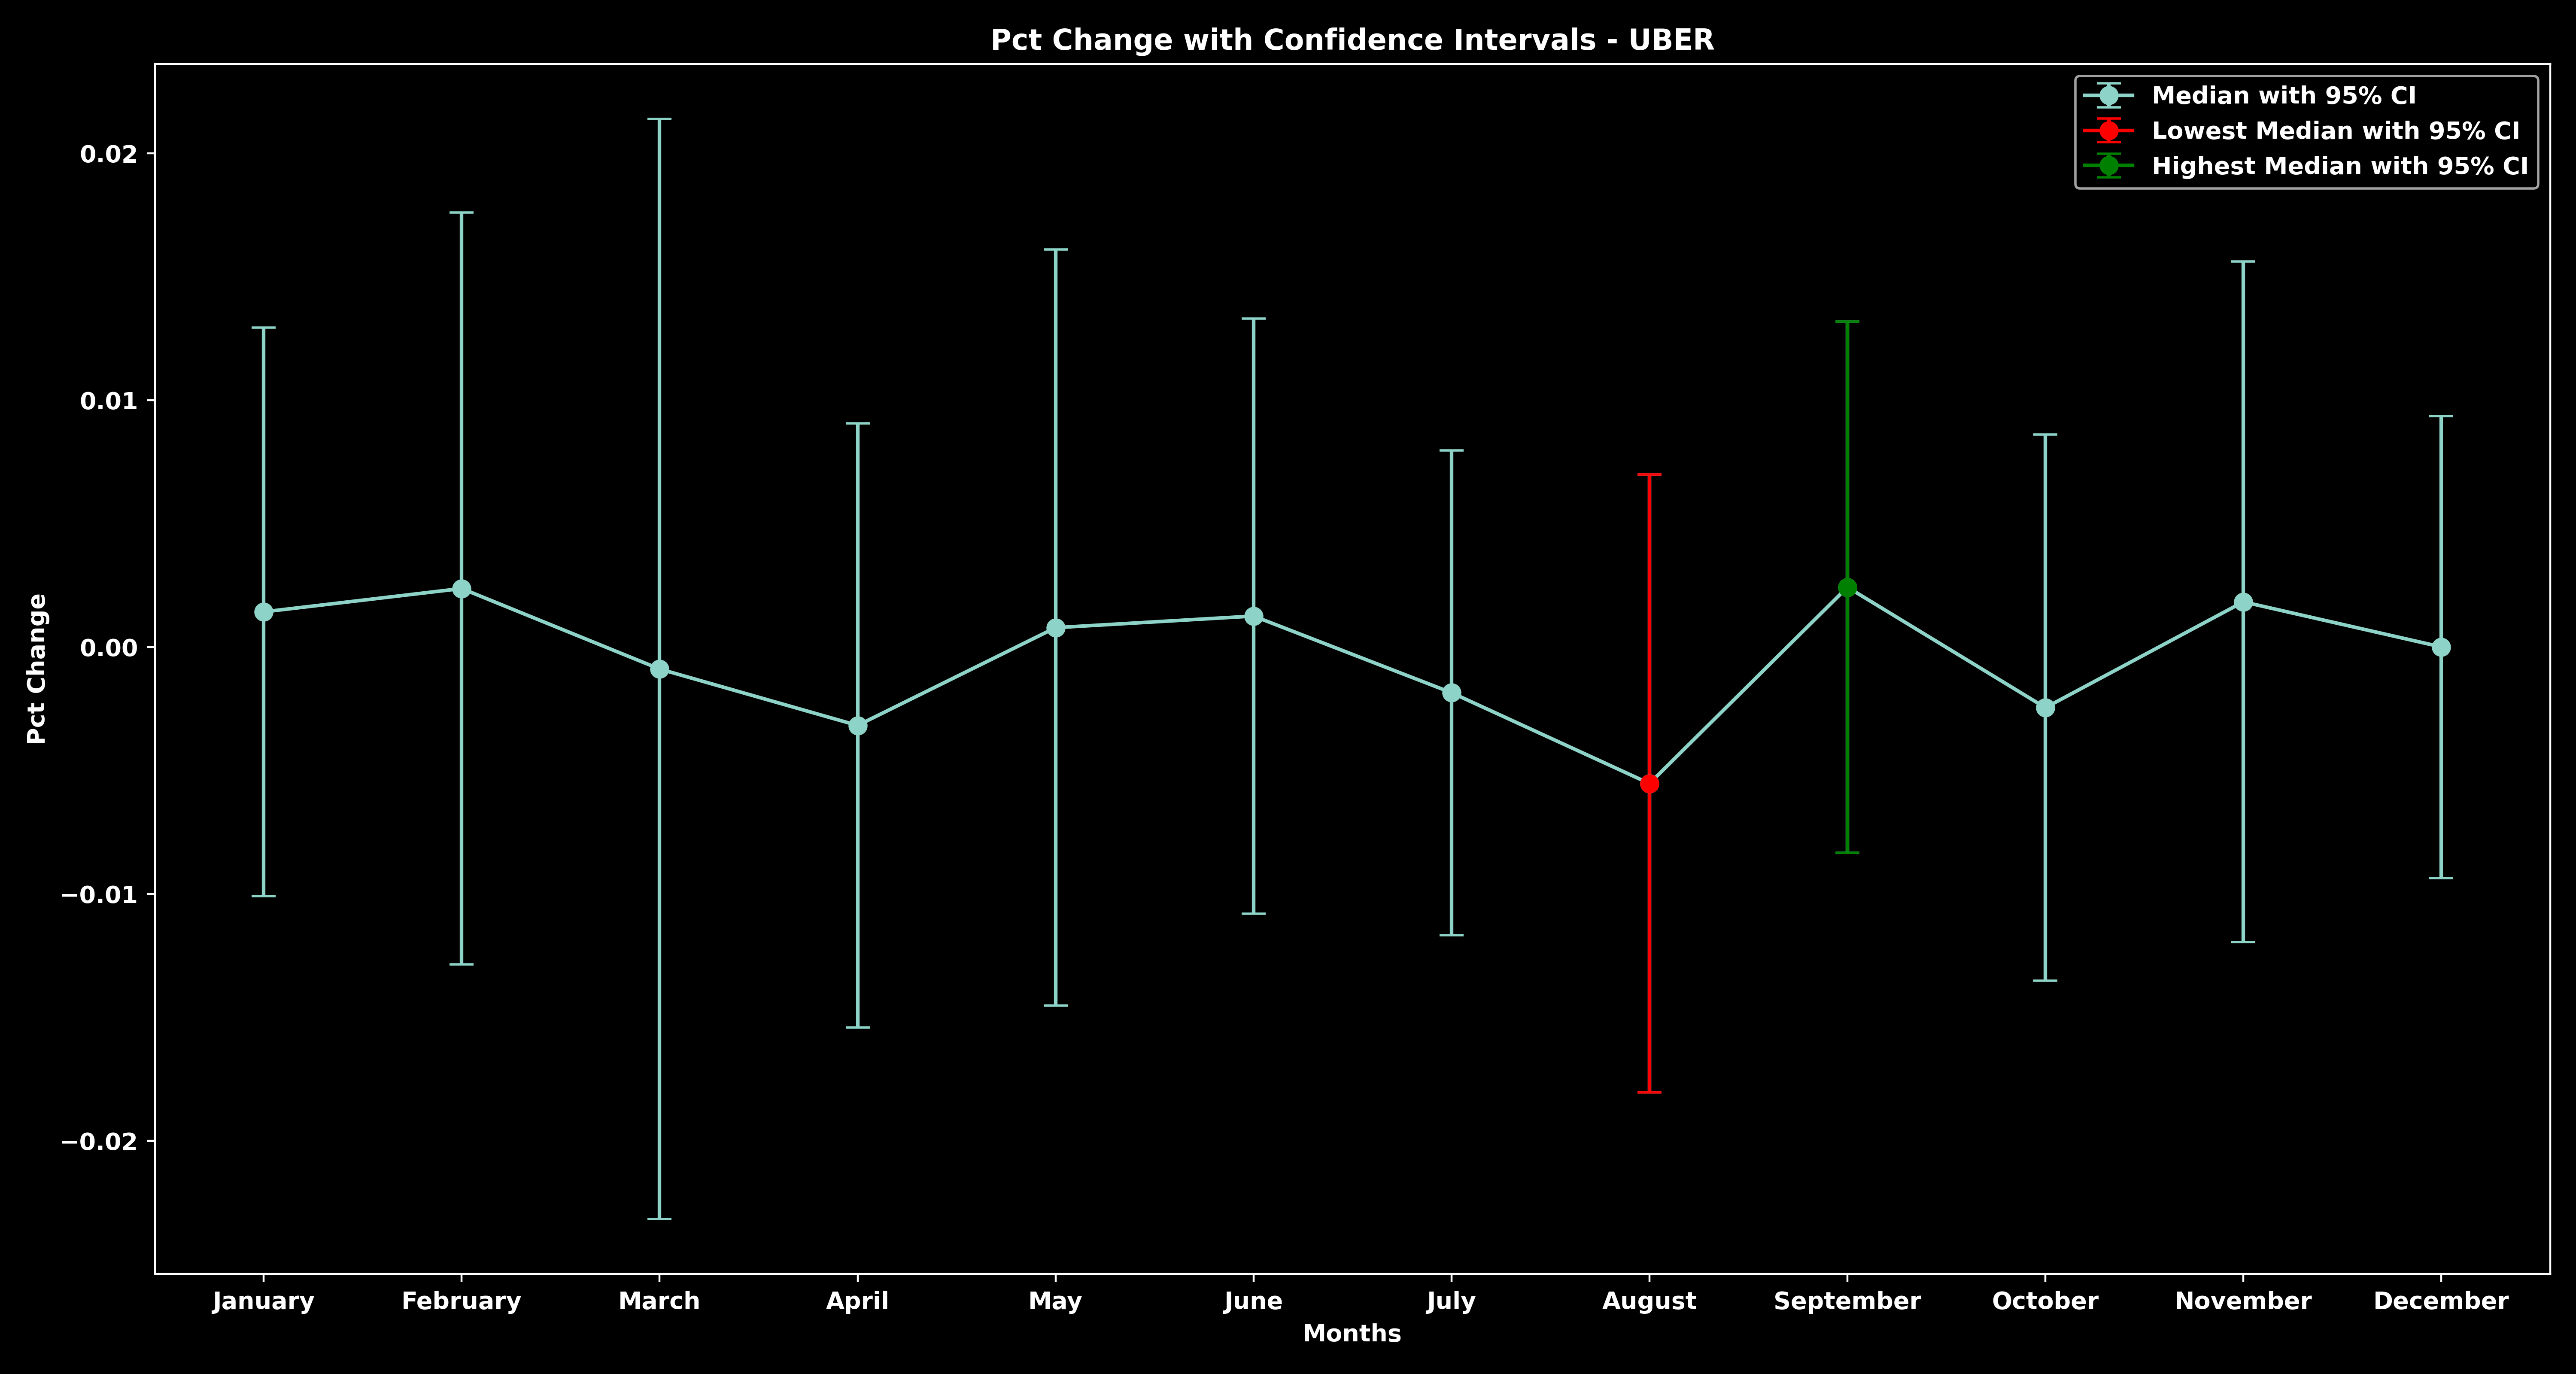 Pct Change with Confidence Intervals - UBER
Median with 95% CI
Lowest Median with 95% CI
Highest Median with 95% CI
Pct Change
0.02
0.01
0.00
−0.01
−0.02
January February March April May June July August September October November December
Months